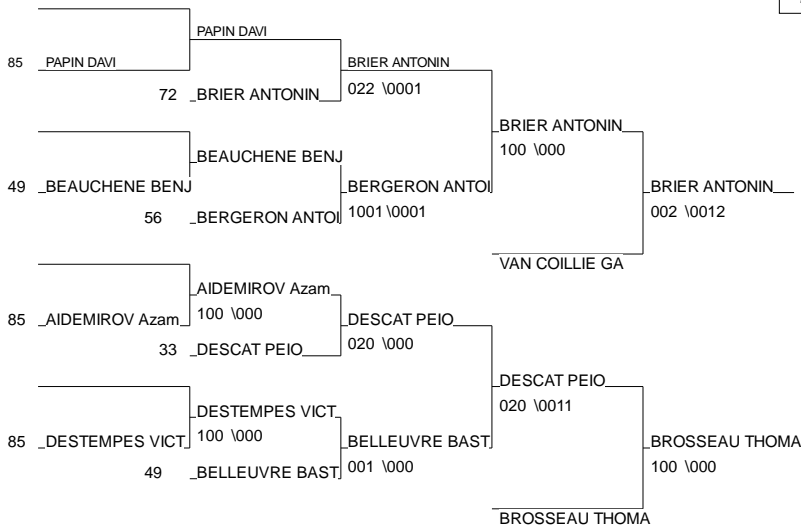 PAPIN DAVI
85 PAPIN DAVI BRIER ANTONIN
72 BRIER ANTONIN 022 \0001
BRIER ANTONIN
100 \000
BEAUCHENE BENJ
49 BEAUCHENE BENJ BERGERON ANTOI BRIER ANTONIN
56 BERGERON ANTOI 1001 \0001 002 \0012
VAN COILLIE GA
AIDEMIROV Azam
85 AIDEMIROV Azam 100 \000 DESCAT PEIO
33 DESCAT PEIO 020 \000
DESCAT PEIO
020 \0011
DESTEMPES VICT
85 DESTEMPES VICT 100 \000 BELLEUVRE BAST BROSSEAU THOMA
49 BELLEUVRE BAST 001 \000 100 \000
BROSSEAU THOMA